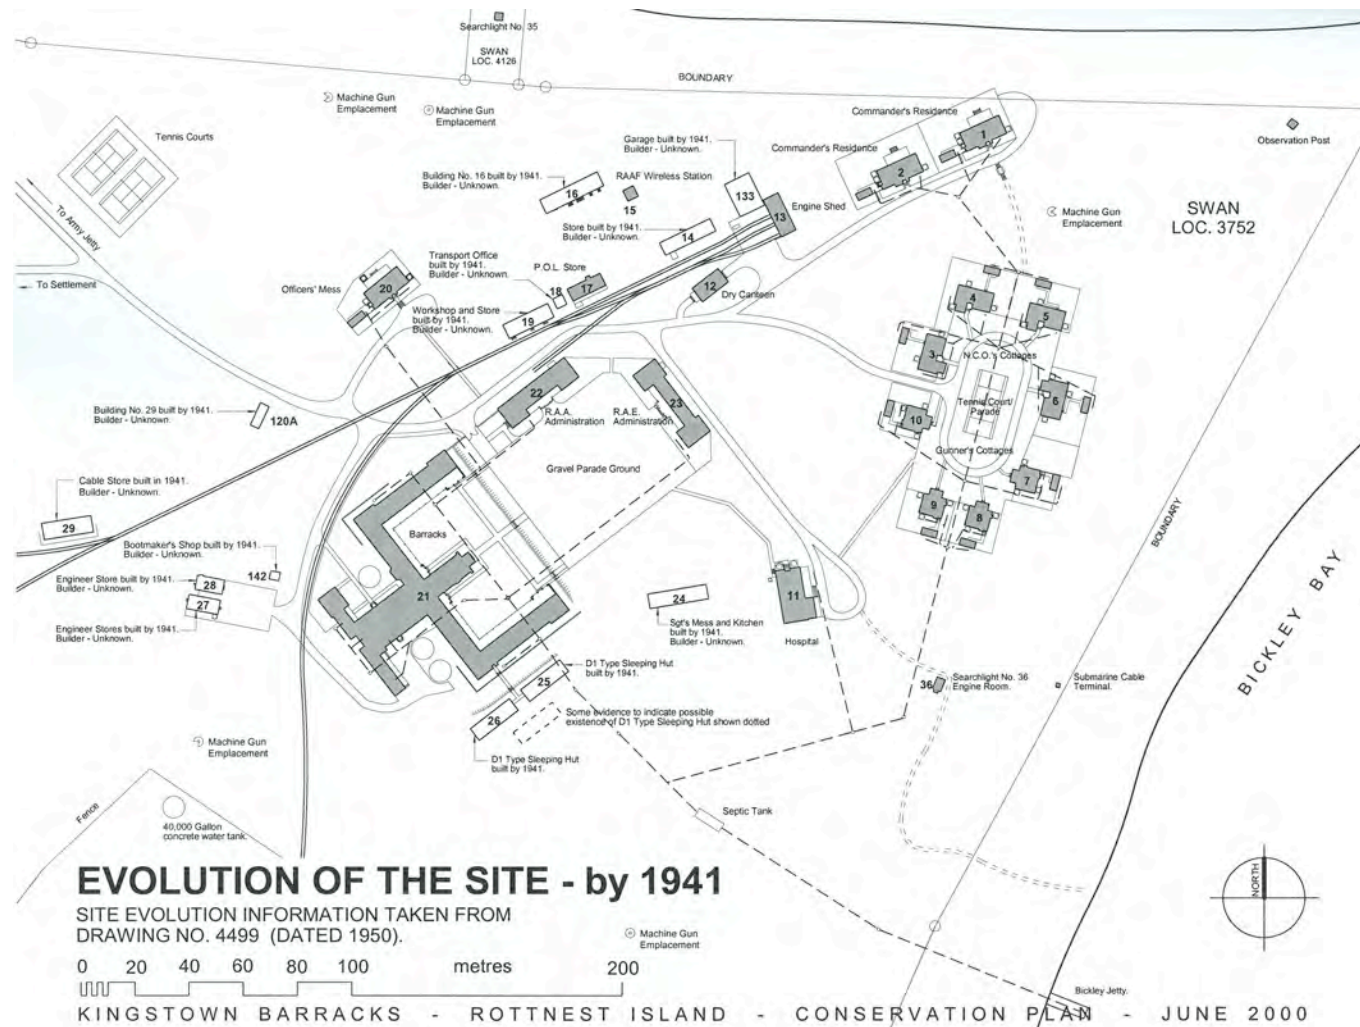 Searchlight No. 35
SWAN
LOC. 4126
BOUNDARY
Machine Gun
Emplacement
Machine Gun
Emplacement
Tennis Courts
Commander's Residence
Commander's Residence
1
2
Observation Post
Garage built by 1941.
Builder - Unknown.
133
Building No. 16 built by 1941.
Builder - Unknown.
16
RAAF Wireless Station
15
Engine Shed
13
Store built by 1941.
Builder - Unknown.
14
Machine Gun
Emplacement
SWAN
LOC. 3752
To Army Jetty
To Settlement
Officers' Mess
20
Transport Office
built by 1941.
Builder - Unknown.
18
P.O.L. Store
17
Workshop and Store
built by 1941.
Builder - Unknown.
19
12
Dry Canteen
4
5
3
N.C.O.'s Cottages
6
Tennis Court/
Parade
10
Gunner's Cottages
7
9
8
22
R.A.A.
Administration
23
R.A.E.
Administration
Building No. 29 built by 1941.
Builder - Unknown.
120A
Gravel Parade Ground
Cable Store built in 1941.
Builder - Unknown.
29
Barracks
21
Bootmaker's Shop built by 1941.
Builder - Unknown.
142
Engineer Store built by 1941.
Builder - Unknown.
28
27
Engineer Stores built by 1941.
Builder - Unknown.
24
Sgt's Mess and Kitchen
built by 1941.
Builder - Unknown.
11
Hospital
BOUNDARY
BICKLEY BAY
D1 Type Sleeping Hut
built by 1941.
25
26
Some evidence to indicate possible
existence of D1 Type Sleeping Hut shown dotted
D1 Type Sleeping Hut
built by 1941.
36
Searchlight No. 36
Engine Room.
Submarine Cable
Terminal.
Machine Gun
Emplacement
Fence
40,000 Gallon
concrete water tank.
Septic Tank
EVOLUTION OF THE SITE - by 1941
SITE EVOLUTION INFORMATION TAKEN FROM
DRAWING NO. 4499 (DATED 1950).
Machine Gun
Emplacement
NORTH
0 20 40 60 80 100 metres 200
Bickley Jetty.
KINGSTOWN BARRACKS - ROTTNEST ISLAND - CONSERVATION PLAN - JUNE 2000